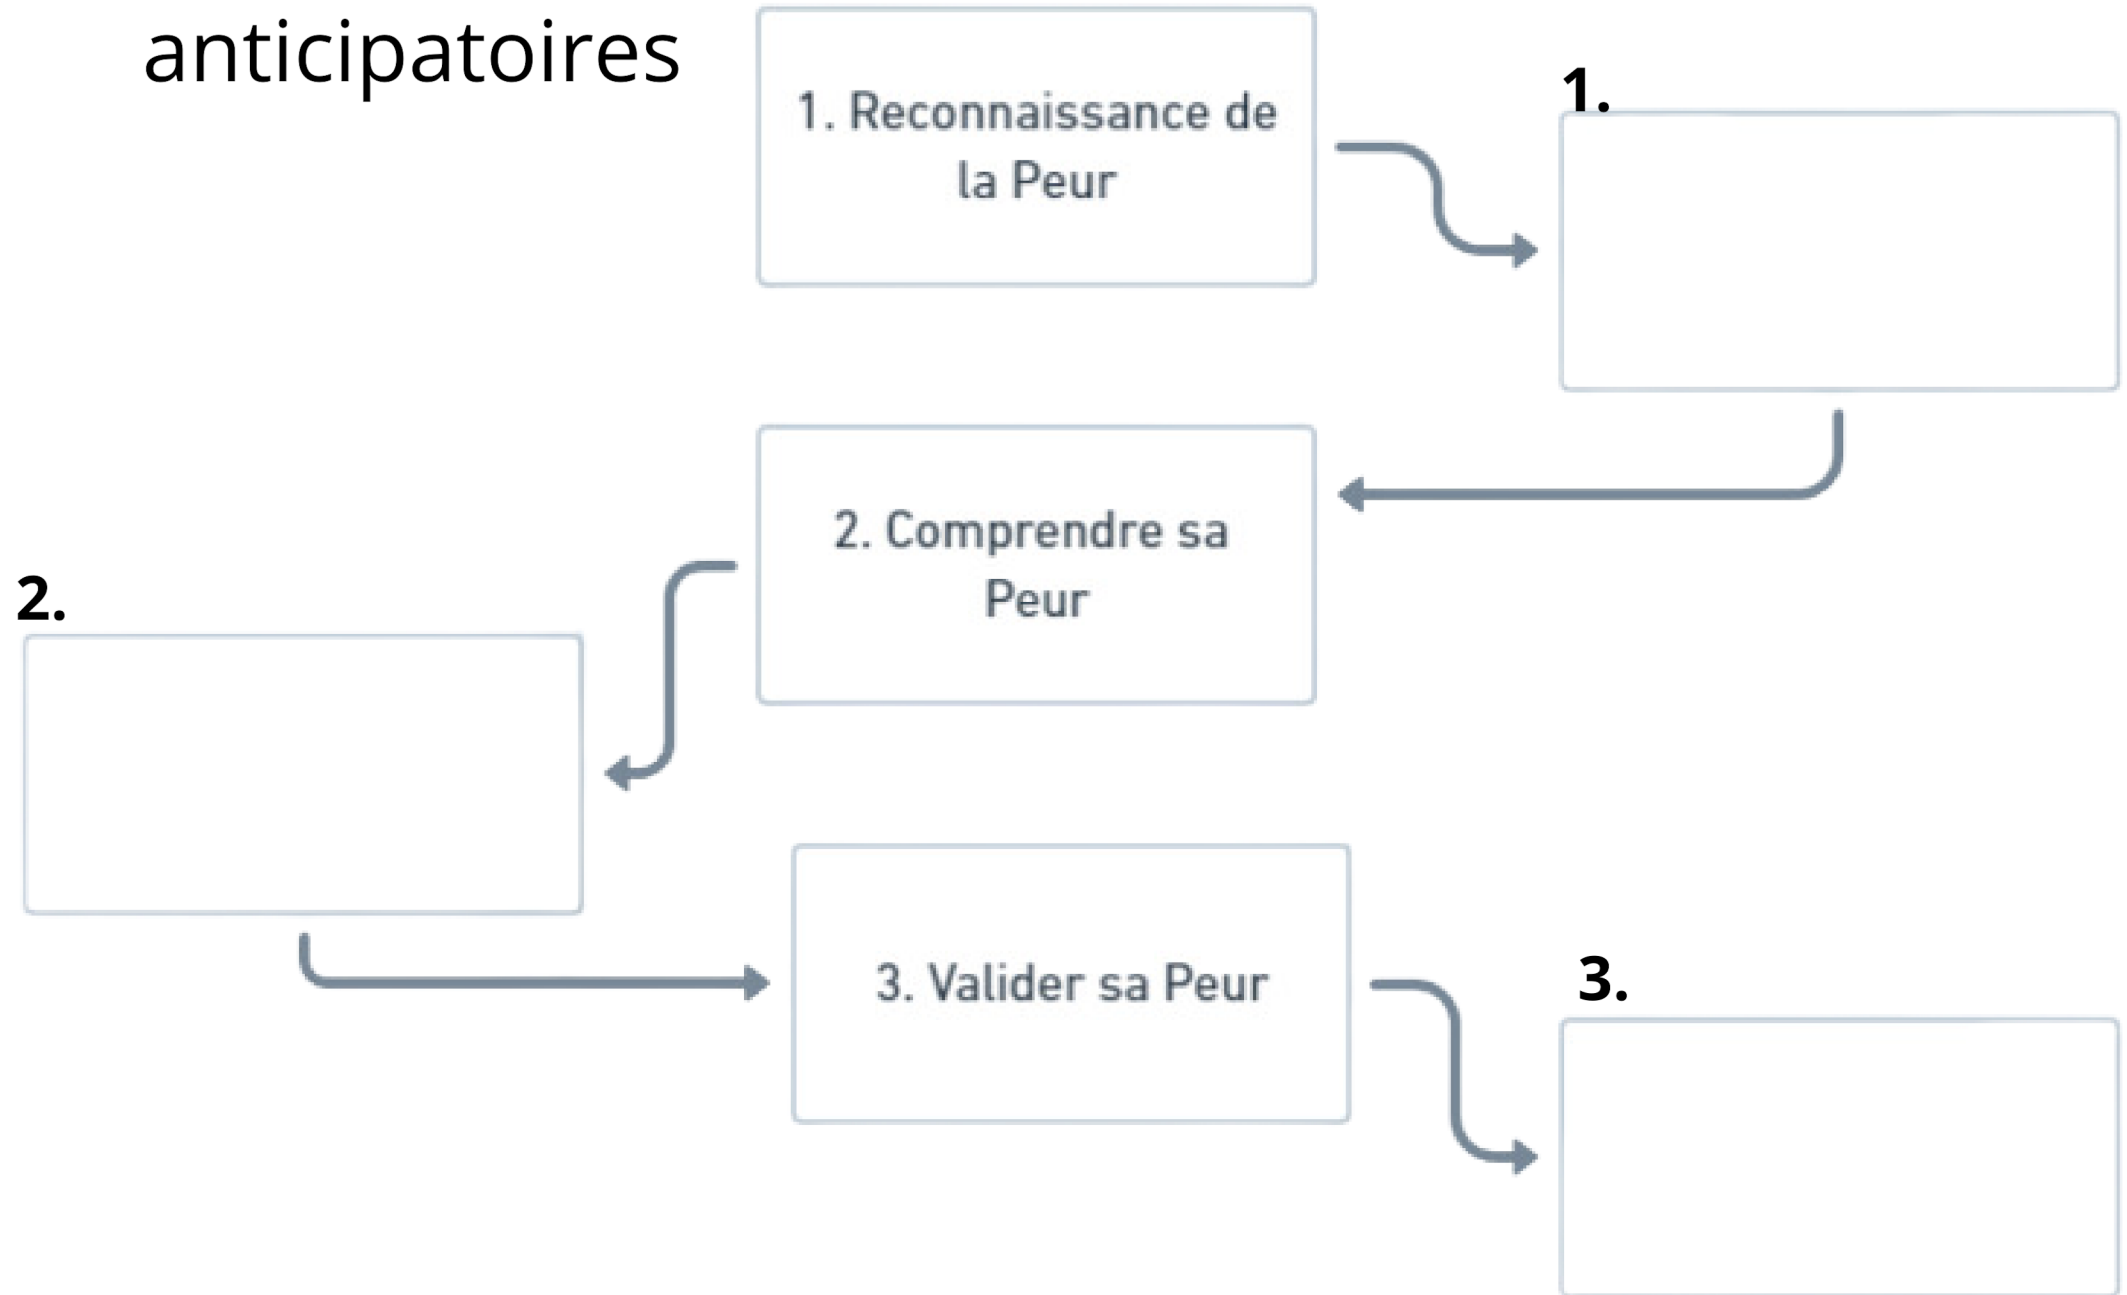 anticipatoires
1. Reconnaissance de
la Peur
1.
2. Comprendre sa
Peur
2.
3. Valider sa Peur
3.